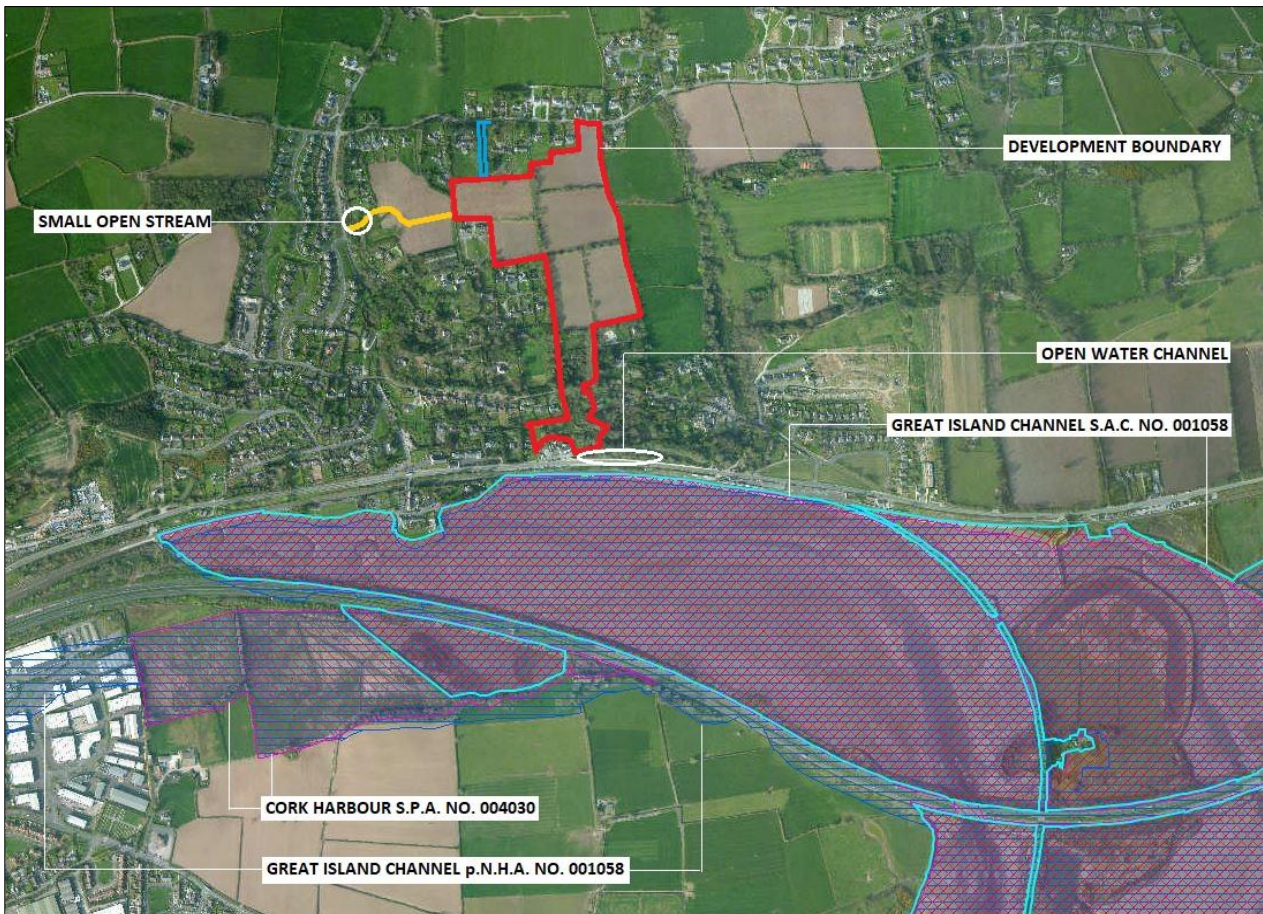 DEVELOPMENT BOUNDARY
SMALL OPEN STREAM
OPEN WATER CHANNEL
GREAT ISLAND CHANNEL S.A.C. NO. 001058
CORK HARBOUR S.P.A. NO. 004030
GREAT ISLAND CHANNEL p.N.H.A. NO. 001058